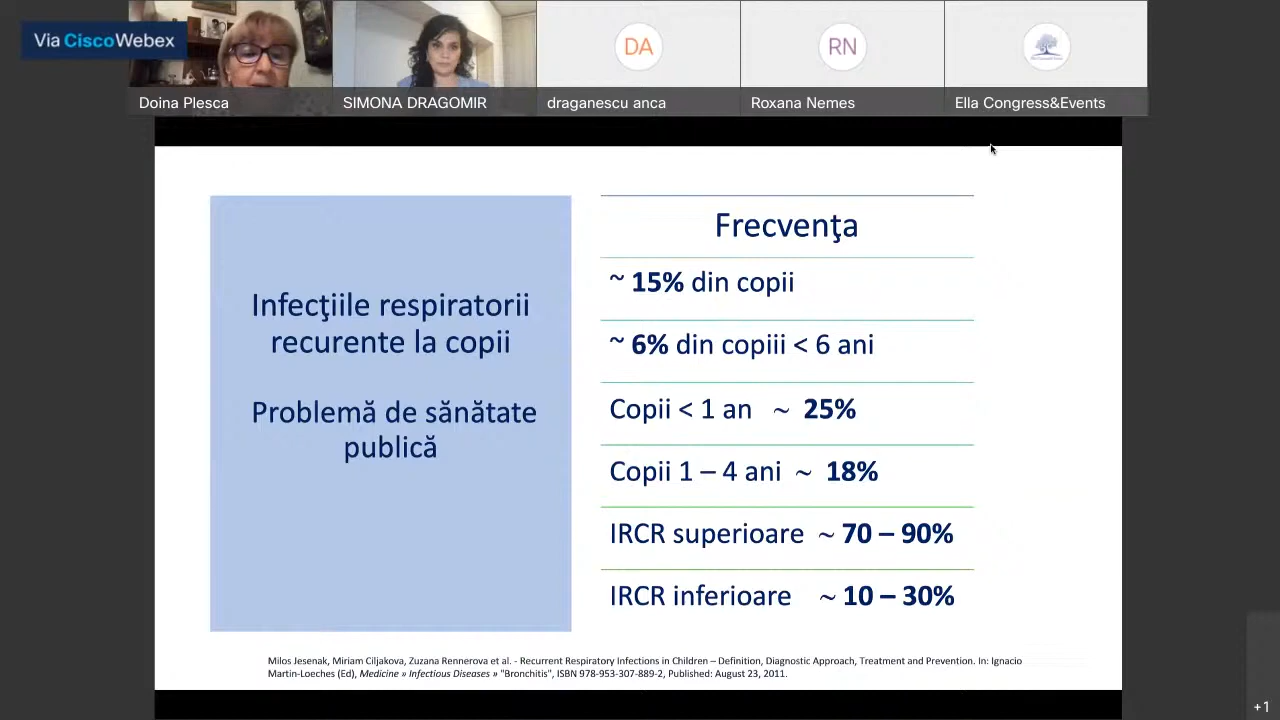 Via Cisco Webex
Doina Plesca
SIMONA DRAGOMIR
DA
draganescu anca
RN
Roxana Nemes
Ella Congress&Events
Infecţiile respiratorii
recurente la copii
Problemă de sănătate
publică
Frecvenţa
~ 15% din copii
~ 6% din copiii < 6 ani
Copii < 1 an ~ 25%
Copii 1 – 4 ani ~ 18%
IRCR superioare ~ 70 – 90%
IRCR inferioare ~ 10 – 30%
Milos Jesenak, Miriam Ciljakova, Zuzana Rennerova et al. - Recurrent Respiratory Infections in Children – Definition, Diagnostic Approach, Treatment and Prevention. In: Ignacio
Martin-Loeches (Ed), Medicine » Infectious Diseases » "Bronchitis", ISBN 978-953-307-889-2, Published: August 23, 2011.
+1